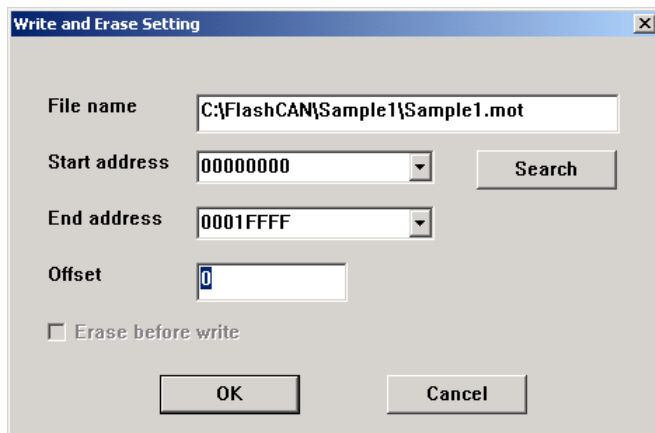 Write and Erase Setting
File name
C:\FlashCAN\Sample1\Sample1.mot
Start address
00000000
Search
End address
0001FFFF
Offset
0
Erase before write
OK
Cancel